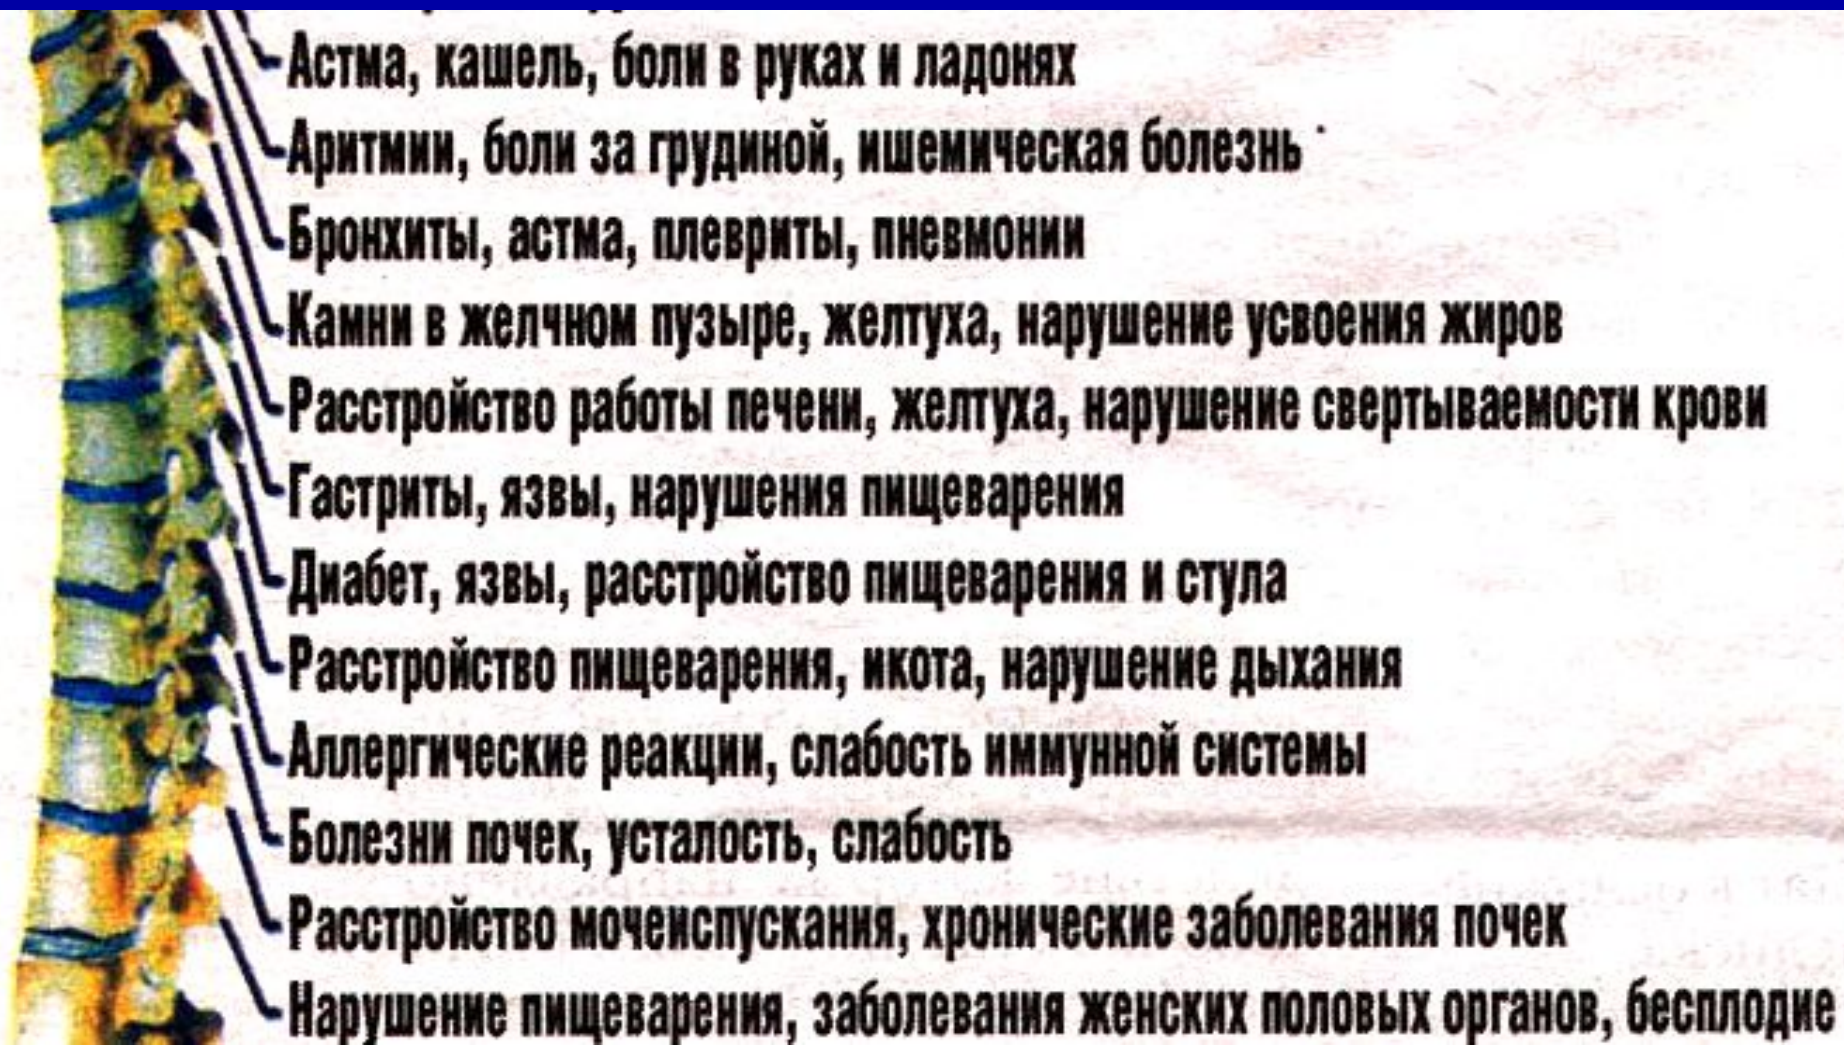 Астма, кашель, боли в руках и ладонях
Аритмии, боли за грудиной, ишемическая болезнь
Бронхиты, астма, плевриты, пневмонии
Камни в желчном пузыре, желтуха, нарушение усвоения жиров
Расстройство работы печени, желтуха, нарушение свертываемости крови
Гастриты, язвы, нарушения пищеварения
Диабет, язвы, расстройство пищеварения и стула
Расстройство пищеварения, икота, нарушение дыхания
Аллергические реакции, слабость иммунной системы
Болезни почек, усталость, слабость
Расстройство мочеиспускания, хронические заболевания почек
Нарушение пищеварения, заболевания женских половых органов, бесплодие